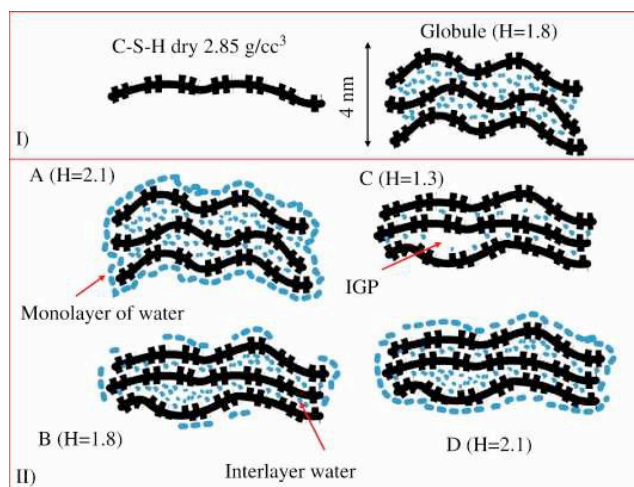 C-S-H dry 2.85 g/cc³
Globule (H=1.8)
4 nm
I)
A (H=2.1)
C (H=1.3)
IGP
Monolayer of water
B (H=1.8)
D (H=2.1)
Interlayer water
II)